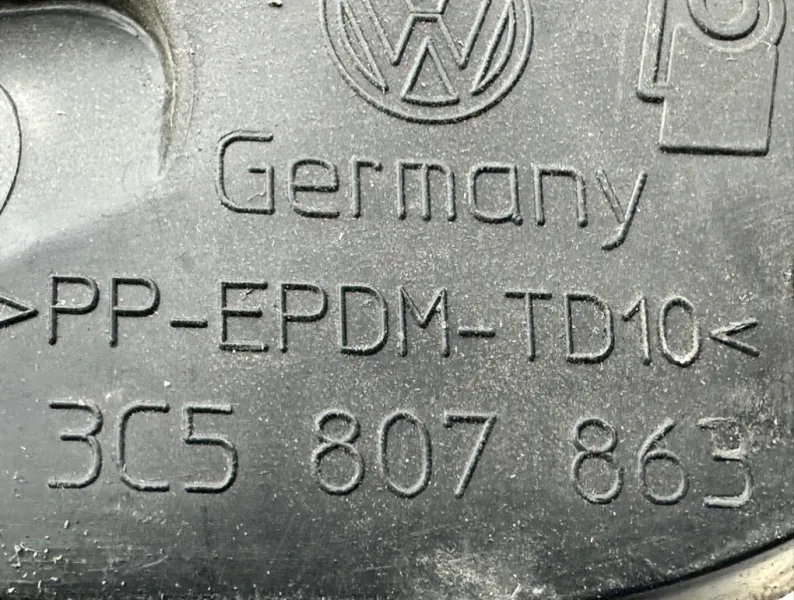 Germany
>PP-EPDM-TD10<
3C5 807 863